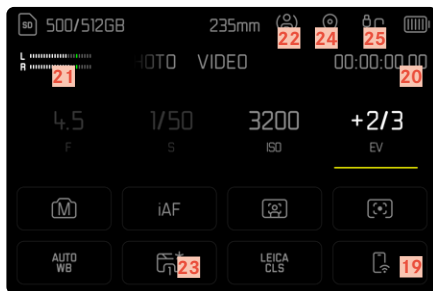 SD 500/512GB 235mm
22 24 25
L
R
HOTO VIDEO 00:00:00.00
21 20
4.5 1/50 3200 +2/3
F S ISO EV
M iAF
AUTO WB 23 LEICA CLS 19